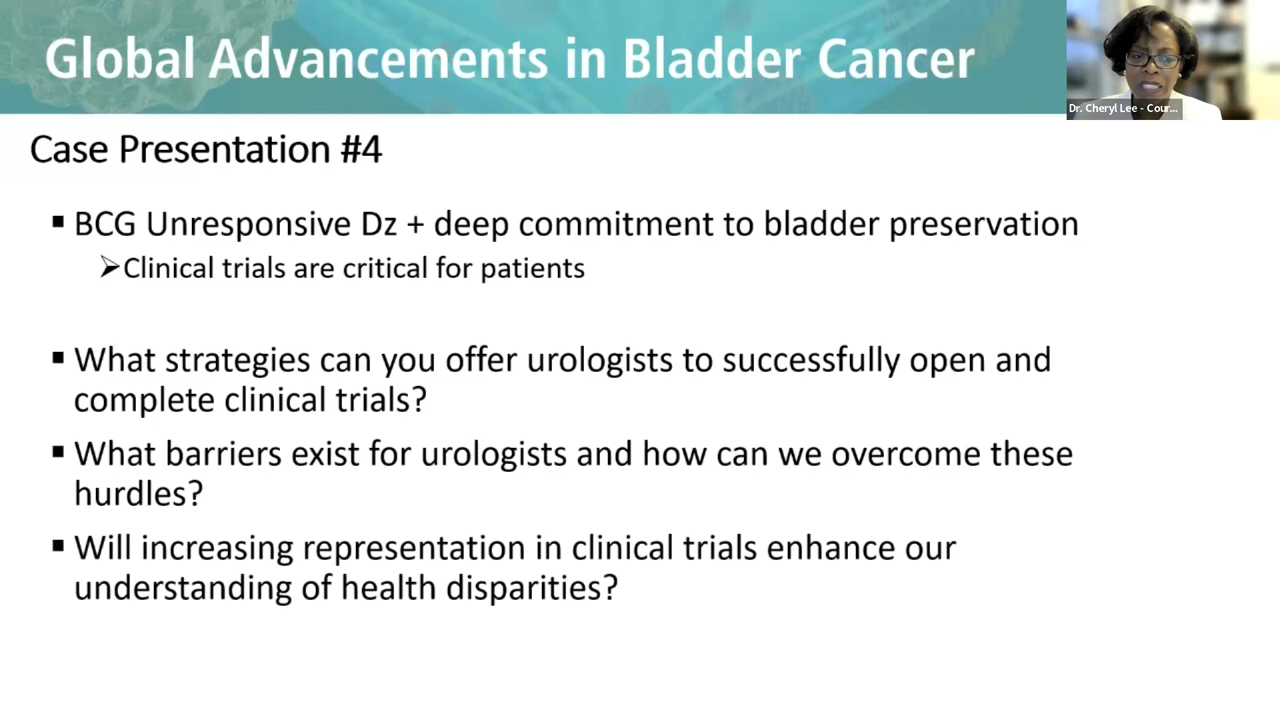 Global Advancements in Bladder Cancer
Dr. Cheryl Lee - Cour...
Case Presentation #4
▪ BCG Unresponsive Dz + deep commitment to bladder preservation
➢Clinical trials are critical for patients
▪ What strategies can you offer urologists to successfully open and
complete clinical trials?
▪ What barriers exist for urologists and how can we overcome these
hurdles?
▪ Will increasing representation in clinical trials enhance our
understanding of health disparities?